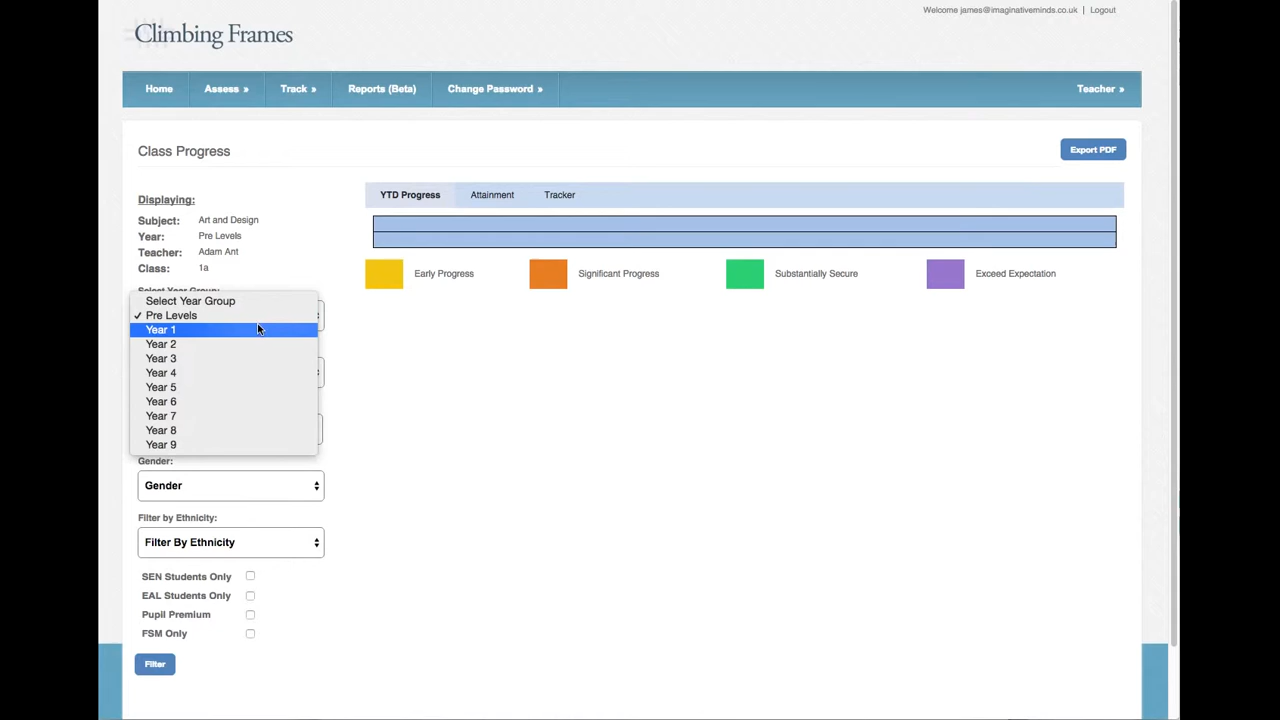 Welcome james@imaginativeminds.co.uk | Logout
Climbing Frames
Home Assess » Track » Reports (Beta) Change Password » Teacher »
Class Progress Export PDF
Displaying:
Subject: Art and Design
Year: Pre Levels
Teacher: Adam Ant
Class: 1a
Select Year Group:
Select Year Group
✓ Pre Levels
Year 1
Year 2
Year 3
Year 4
Year 5
Year 6
Year 7
Year 8
Year 9
Gender:
Gender
Filter by Ethnicity:
Filter By Ethnicity
SEN Students Only
EAL Students Only
Pupil Premium
FSM Only
Filter
YTD Progress Attainment Tracker
Early Progress Significant Progress Substantially Secure Exceed Expectation